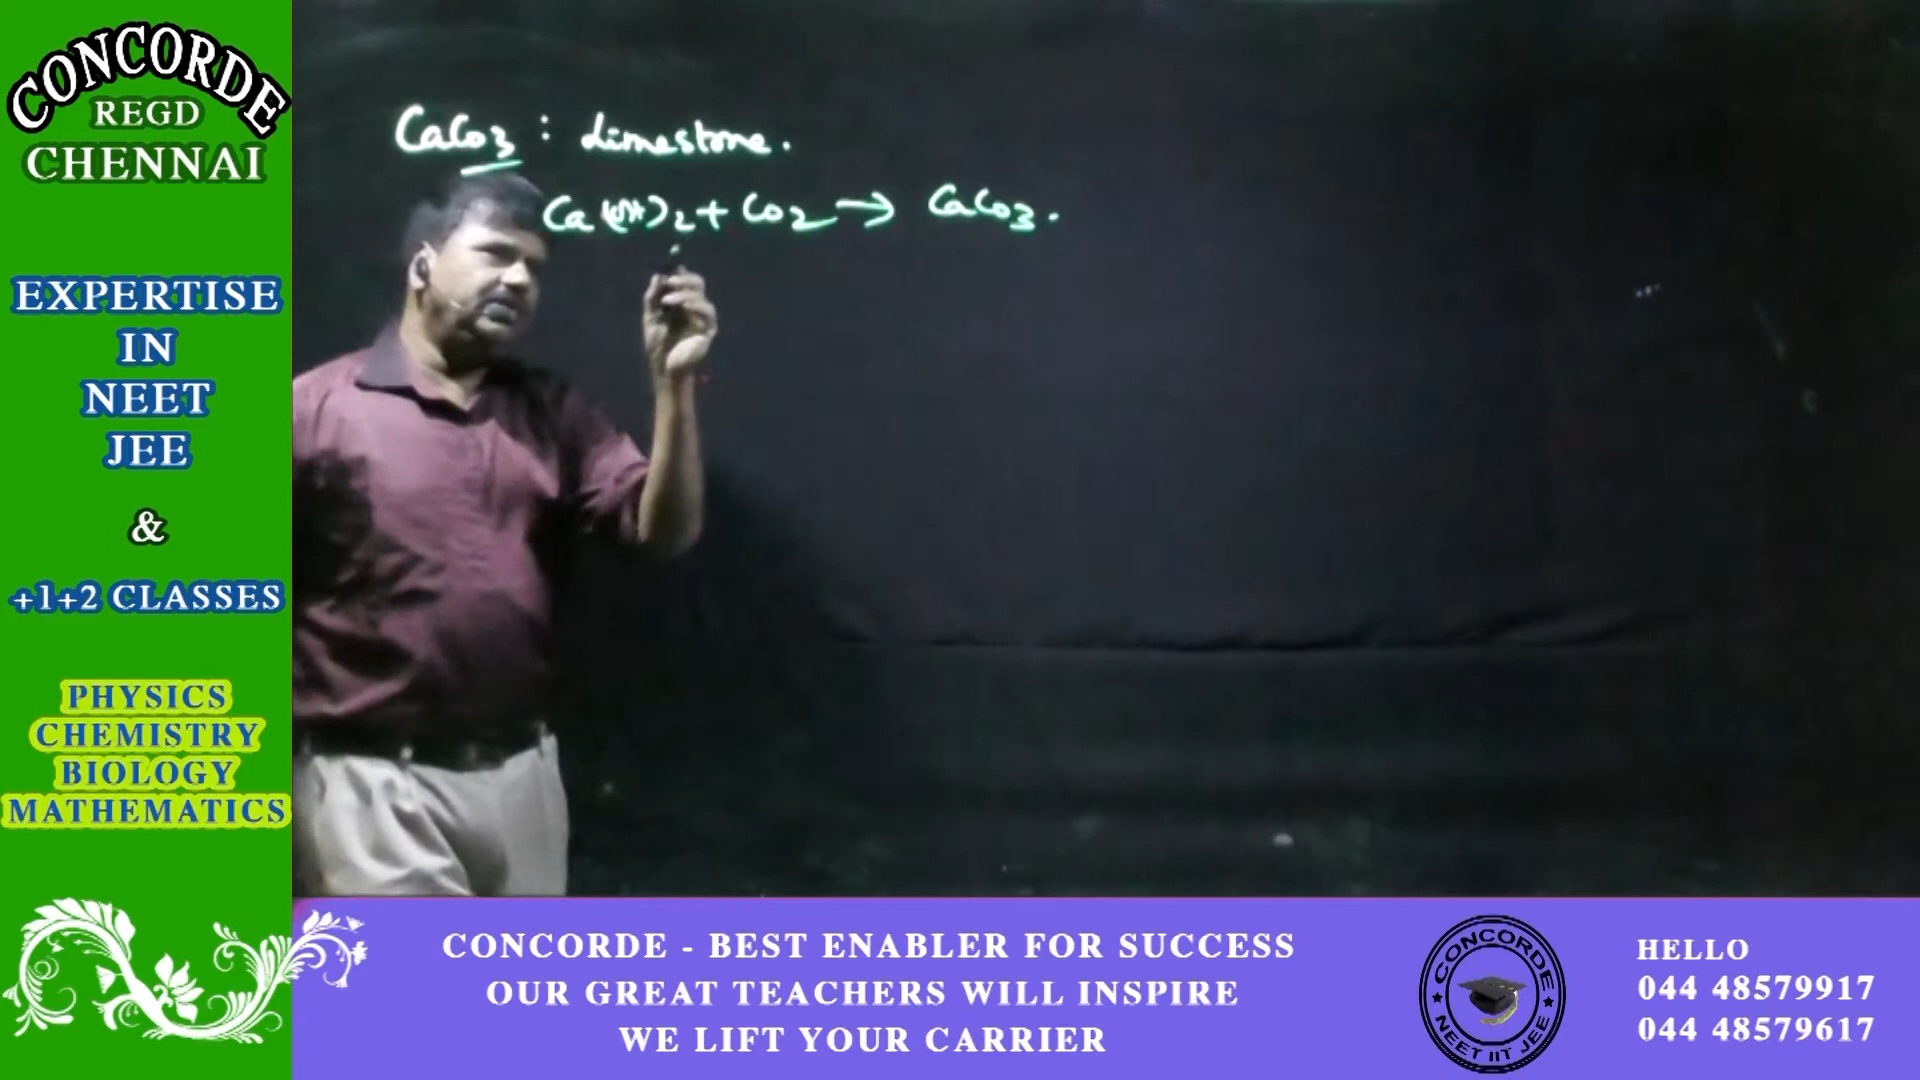 CONCORDE
REGD
CHENNAI
EXPERTISE
IN
NEET
JEE
&
+1+2 CLASSES
PHYSICS
CHEMISTRY
BIOLOGY
MATHEMATICS
CaCo3 : Limestone.
Ca(OH)2 + Co2 → CaCo3.
CONCORDE - BEST ENABLER FOR SUCCESS
OUR GREAT TEACHERS WILL INSPIRE
WE LIFT YOUR CARRIER
CONCORDE
NEET IIT JEE
HELLO
044 48579917
044 48579617